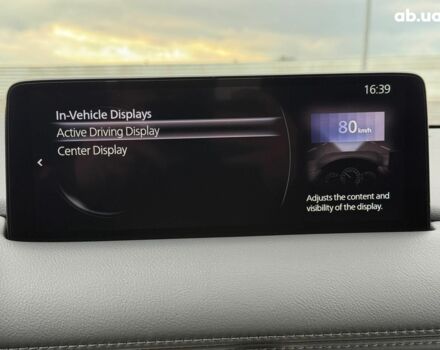 ab.ua
16:39
In-Vehicle Displays
Active Driving Display
Center Display
80 km/h
Adjusts the content and
visibility of the display.